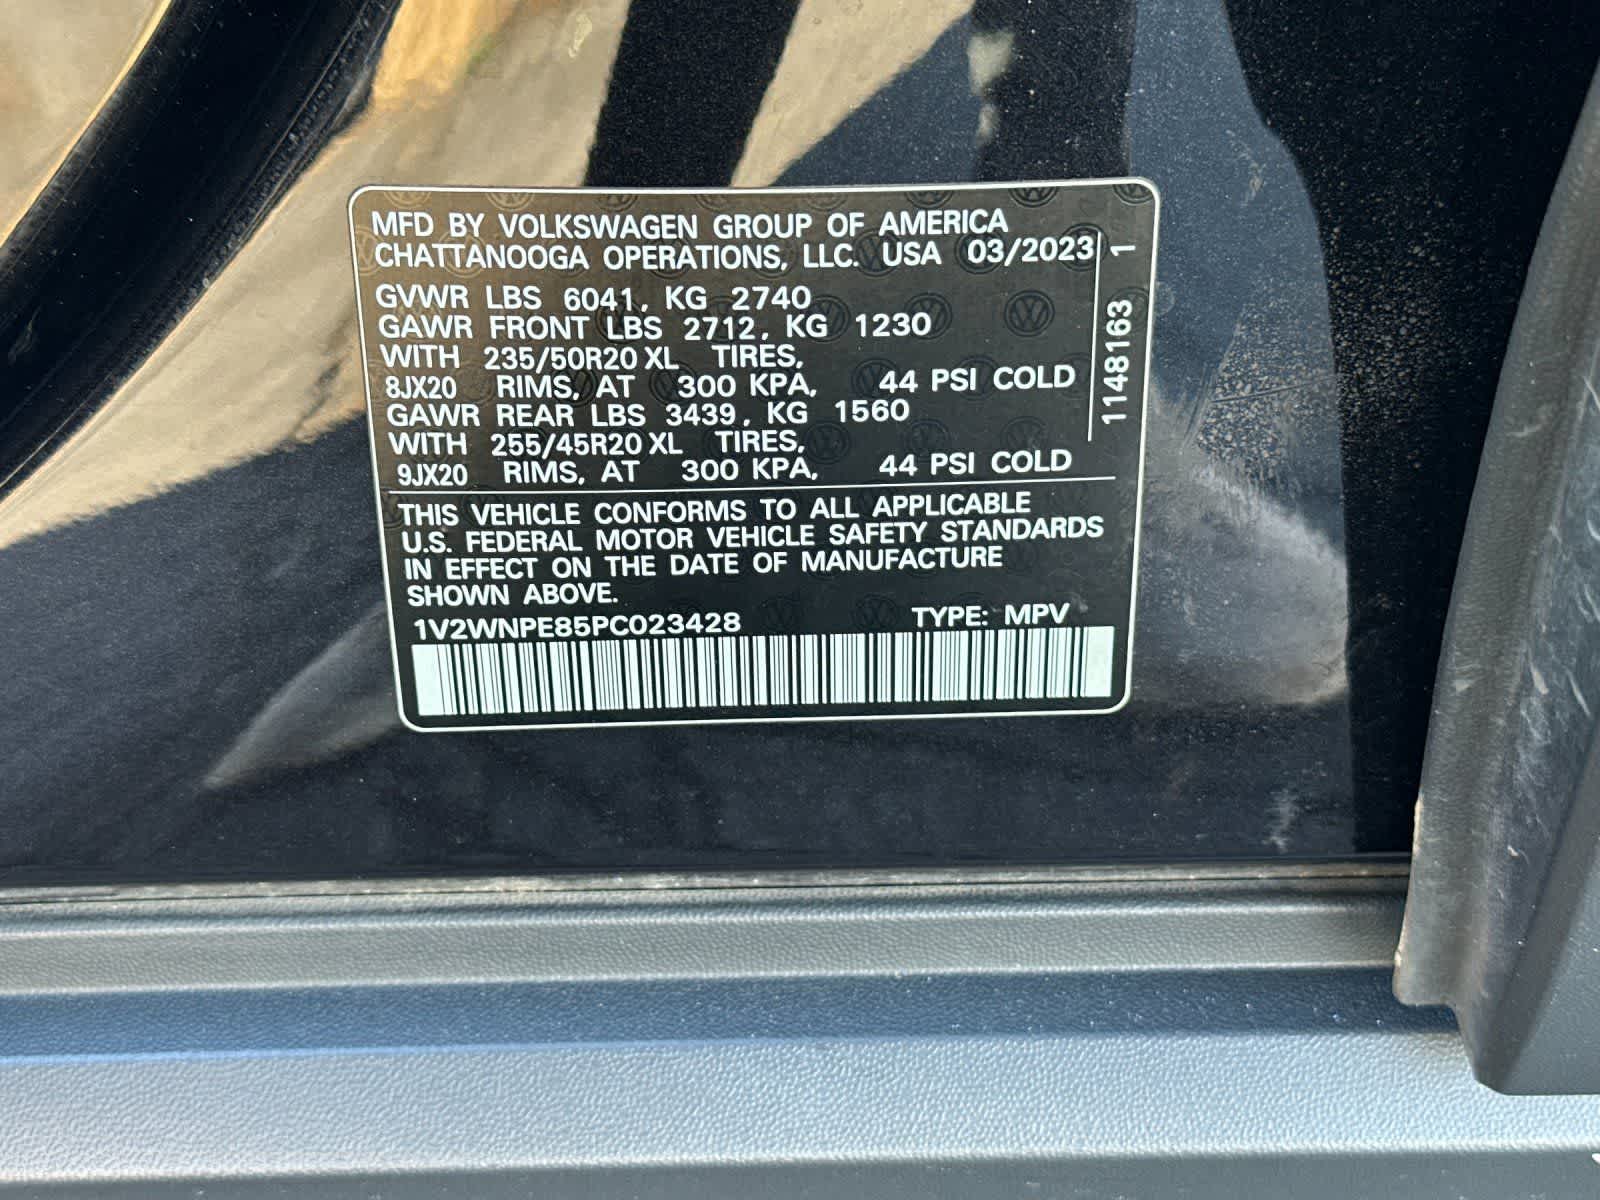 MFD BY VOLKSWAGEN GROUP OF AMERICA
CHATTANOOGA OPERATIONS, LLC. USA 03/2023
GVWR LBS 6041, KG 2740
GAWR FRONT LBS 2712, KG 1230
WITH 235/50R20 XL TIRES,
8JX20 RIMS, AT 300 KPA, 44 PSI COLD
GAWR REAR LBS 3439, KG 1560
WITH 255/45R20 XL TIRES,
9JX20 RIMS, AT 300 KPA, 44 PSI COLD
1148163 1
THIS VEHICLE CONFORMS TO ALL APPLICABLE
U.S. FEDERAL MOTOR VEHICLE SAFETY STANDARDS
IN EFFECT ON THE DATE OF MANUFACTURE
SHOWN ABOVE.
1V2WNPE85PC023428 TYPE: MPV